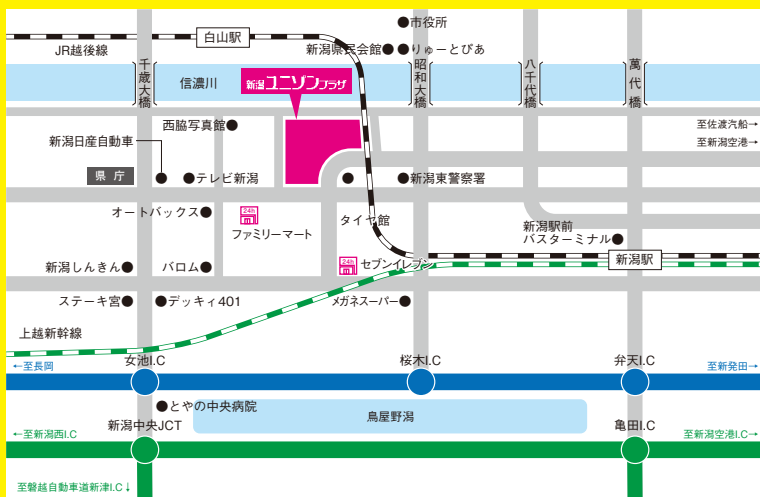 市役所
白山駅
JR越後線
新潟県民会館
りゅーとぴあ
千歳大橋
信濃川
新潟ユニゾンプラザ
昭和大橋
八千代橋
萬代橋
西脇写真館
至佐渡汽船→
新潟日産自動車
至新潟空港→
県庁
テレビ新潟
新潟東警察署
オートバックス
24h
ファミリーマート
タイヤ館
新潟駅前
バスターミナル
新潟しんきん
バロム
24h
セブンイレブン
新潟駅
ステーキ宮
デッキィ401
メガネスーパー
上越新幹線
女池I.C
桜木I.C
弁天I.C
←至長岡
至新発田→
とやの中央病院
鳥屋野潟
新潟中央JCT
亀田I.C
←至新潟西I.C
至新潟空港I.C→
至磐越自動車道新津I.C↓